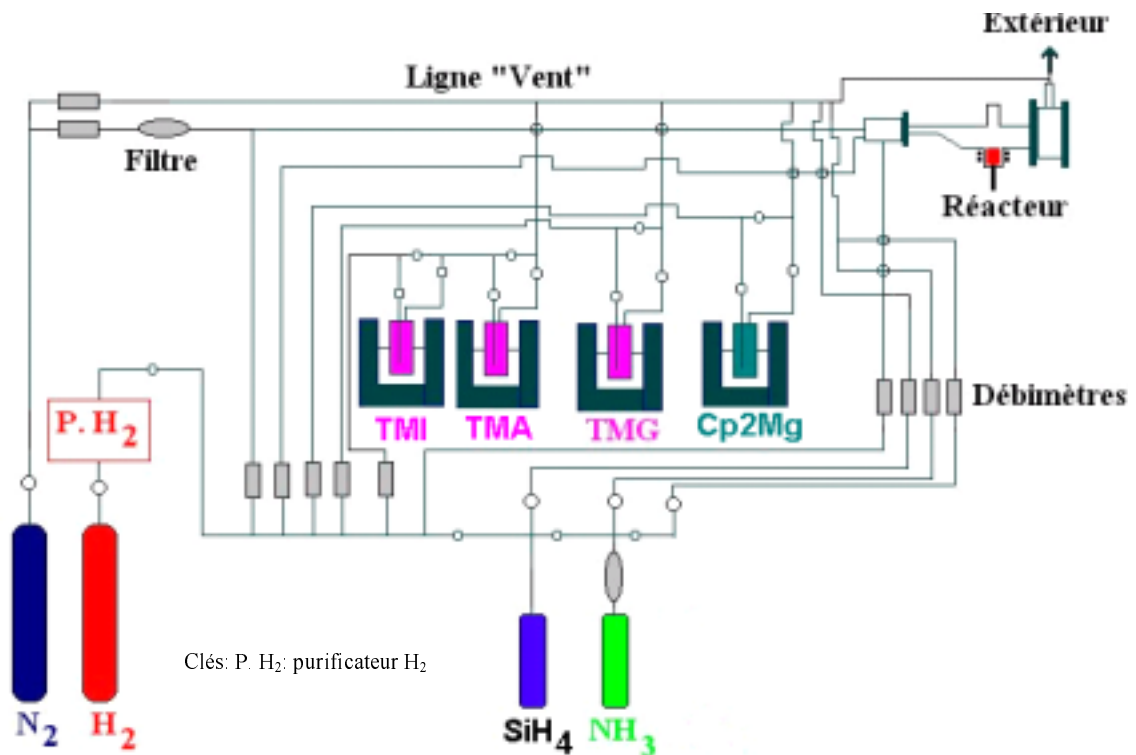 Extérieur
Ligne "Vent"
Filtre
Réacteur
Débimètres
TMI
TMA
TMG
Cp2Mg
P. H₂
Clés: P. H₂: purificateur H₂
N₂
H₂
SiH₄
NH₃